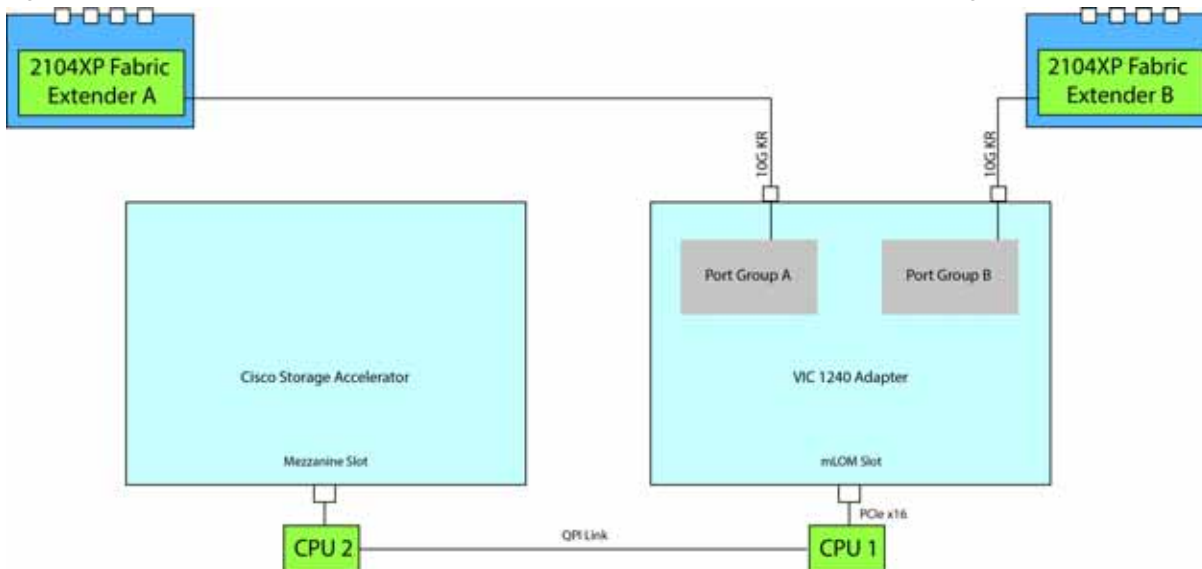 2104XP Fabric
Extender A
2104XP Fabric
Extender B
10G KR
10G KR
Port Group A
Port Group B
Cisco Storage Accelerator
VIC 1240 Adapter
Mezzanine Slot
mLOM Slot
PCIe x16
CPU 2
QPI Link
CPU 1